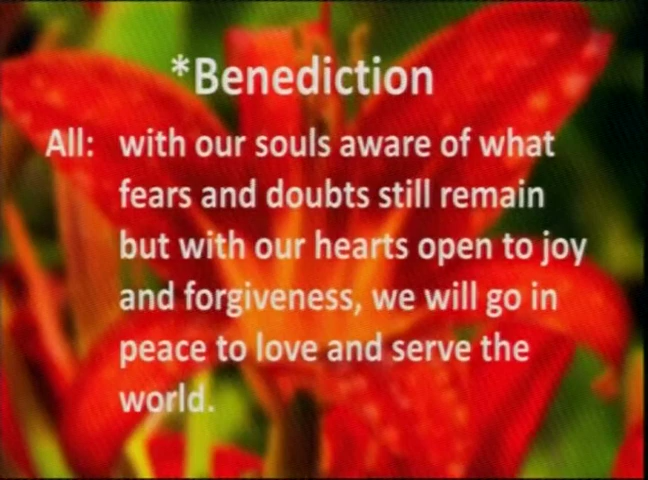 *Benediction
All: with our souls aware of what
fears and doubts still remain
but with our hearts open to joy
and forgiveness, we will go in
peace to love and serve the
world.